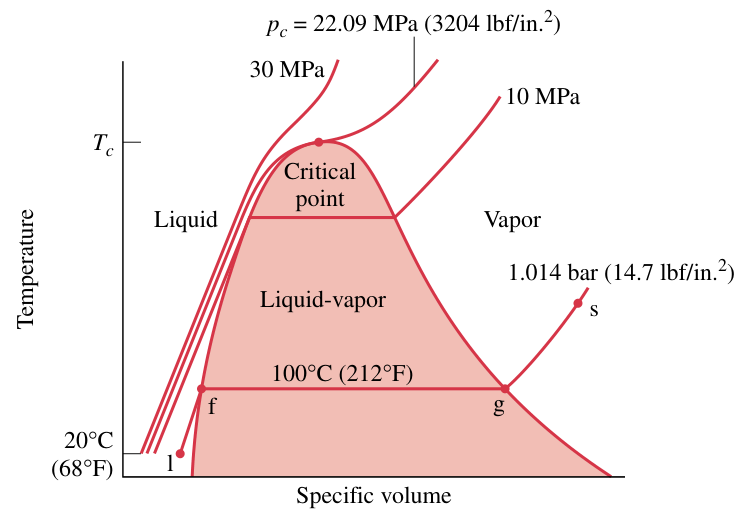 p_c = 22.09 MPa (3204 lbf/in.²)
30 MPa
10 MPa
T_c
Critical
point
Liquid
Vapor
Temperature
1.014 bar (14.7 lbf/in.²)
s
Liquid-vapor
100°C (212°F)
f
g
20°C
(68°F)
l
Specific volume